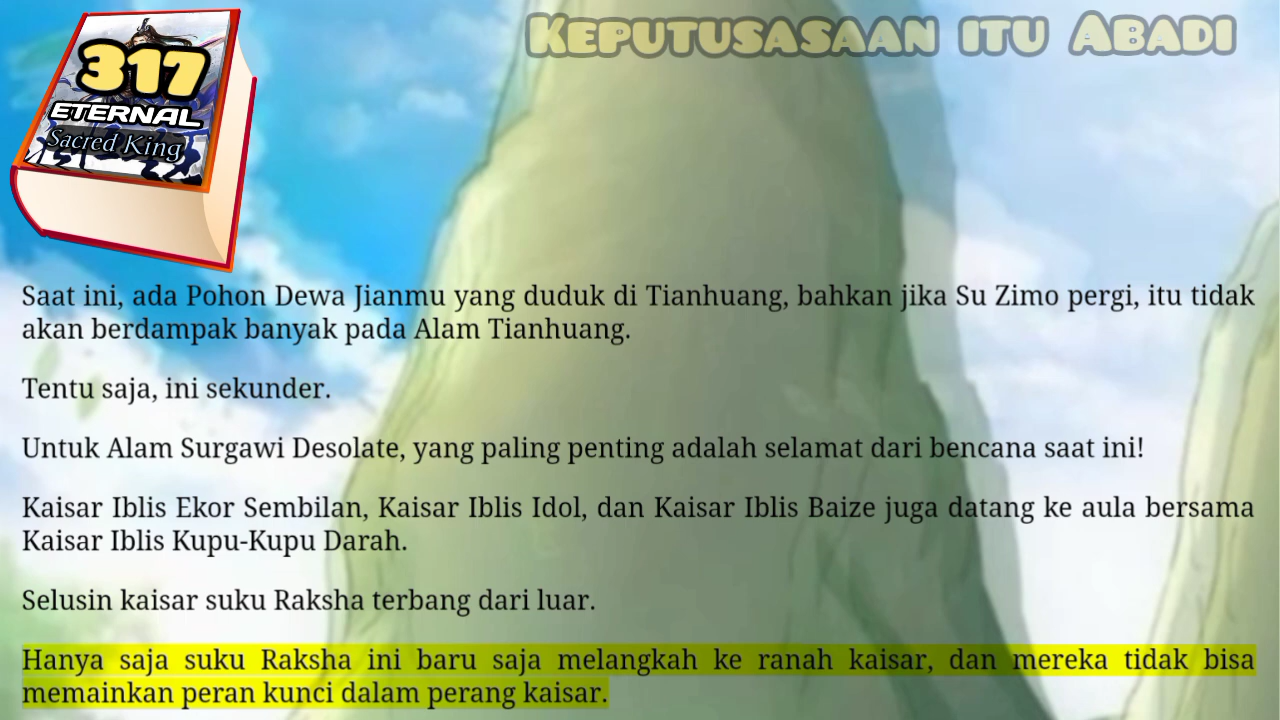 317
ETERNAL
Sacred King
Keputusasaan itu Abadi
Saat ini, ada Pohon Dewa Jianmu yang duduk di Tianhuang, bahkan jika Su Zimo pergi, itu tidak
akan berdampak banyak pada Alam Tianhuang.
Tentu saja, ini sekunder.
Untuk Alam Surgawi Desolate, yang paling penting adalah selamat dari bencana saat ini!
Kaisar Iblis Ekor Sembilan, Kaisar Iblis Idol, dan Kaisar Iblis Baize juga datang ke aula bersama
Kaisar Iblis Kupu-Kupu Darah.
Selusin kaisar suku Raksha terbang dari luar.
Hanya saja suku Raksha ini baru saja melangkah ke ranah kaisar, dan mereka tidak bisa
memainkan peran kunci dalam perang kaisar.